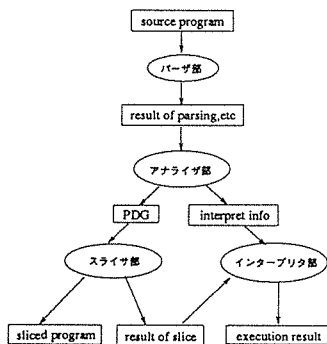 source program
パーザ部
result of parsing,etc
アナライザ部
PDG
interpret info
スライサ部
インタープリタ部
sliced program
result of slice
execution result